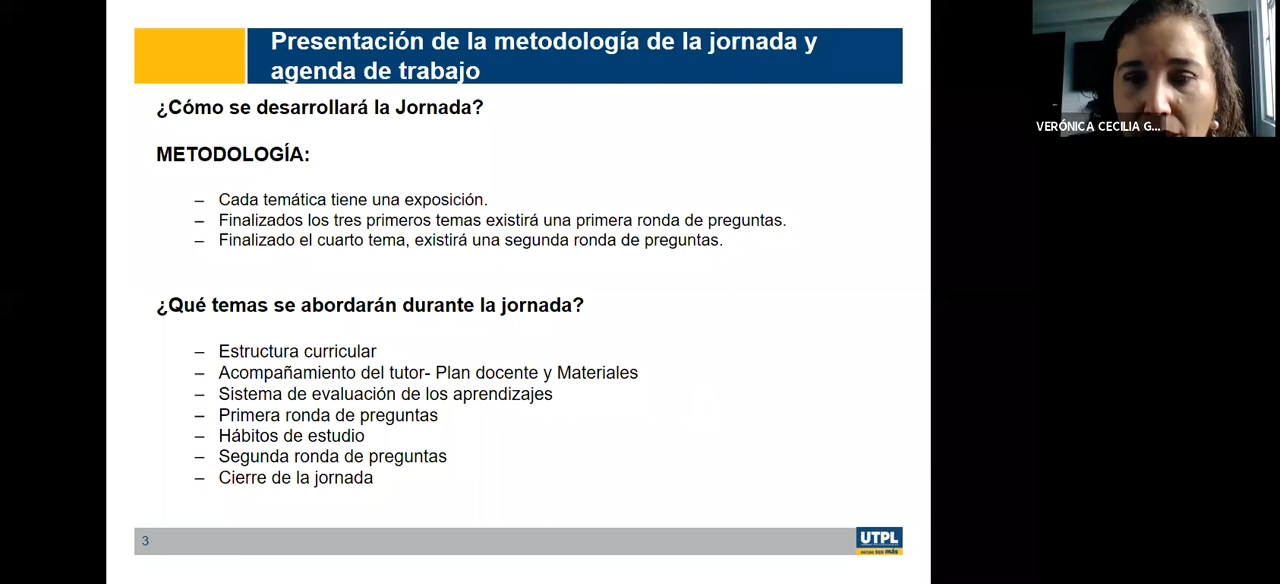 Presentación de la metodología de la jornada y
agenda de trabajo
¿Cómo se desarrollará la Jornada?
METODOLOGÍA:
– Cada temática tiene una exposición.
– Finalizados los tres primeros temas existirá una primera ronda de preguntas.
– Finalizado el cuarto tema, existirá una segunda ronda de preguntas.
¿Qué temas se abordarán durante la jornada?
– Estructura curricular
– Acompañamiento del tutor- Plan docente y Materiales
– Sistema de evaluación de los aprendizajes
– Primera ronda de preguntas
– Hábitos de estudio
– Segunda ronda de preguntas
– Cierre de la jornada
3
UTPL
VERÓNICA CECILIA G...